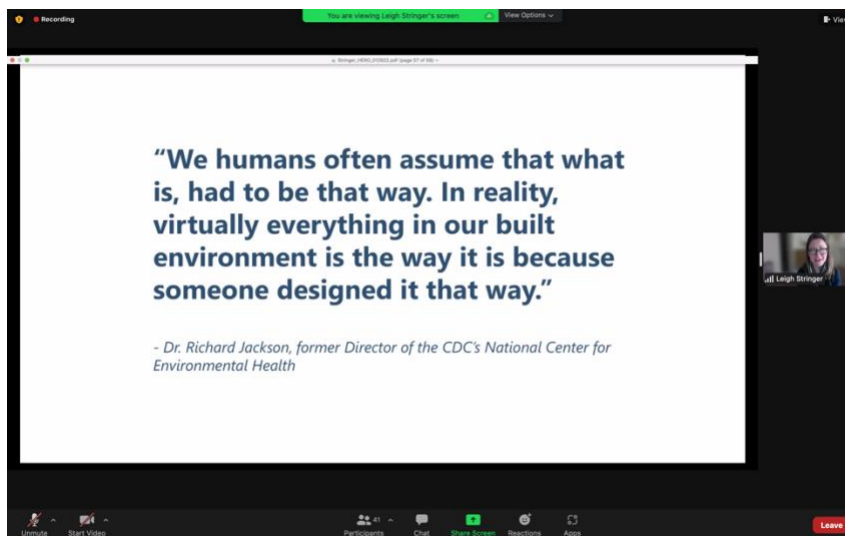 Recording
You are viewing Leigh Stringer's screen
View Options
“We humans often assume that what
is, had to be that way. In reality,
virtually everything in our built
environment is the way it is because
someone designed it that way.”
- Dr. Richard Jackson, former Director of the CDC’s National Center for
Environmental Health
Leigh Stringer
Unmute
Start Video
41
Participants
Chat
Share Screen
Reactions
Apps
Leave